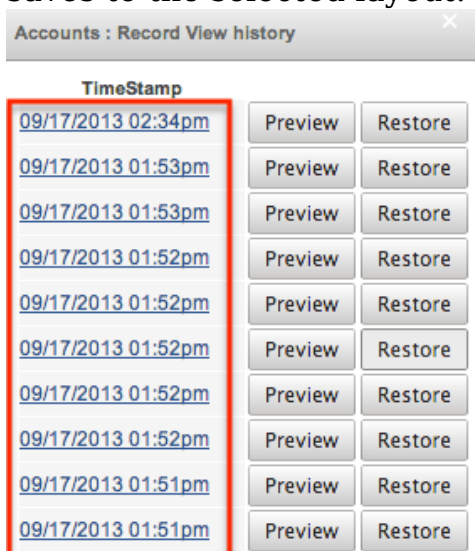 saves to the selected layout.
Accounts : Record View history
×
TimeStamp
09/17/2013 02:34pm Preview Restore
09/17/2013 01:53pm Preview Restore
09/17/2013 01:53pm Preview Restore
09/17/2013 01:52pm Preview Restore
09/17/2013 01:52pm Preview Restore
09/17/2013 01:52pm Preview Restore
09/17/2013 01:52pm Preview Restore
09/17/2013 01:52pm Preview Restore
09/17/2013 01:51pm Preview Restore
09/17/2013 01:51pm Preview Restore